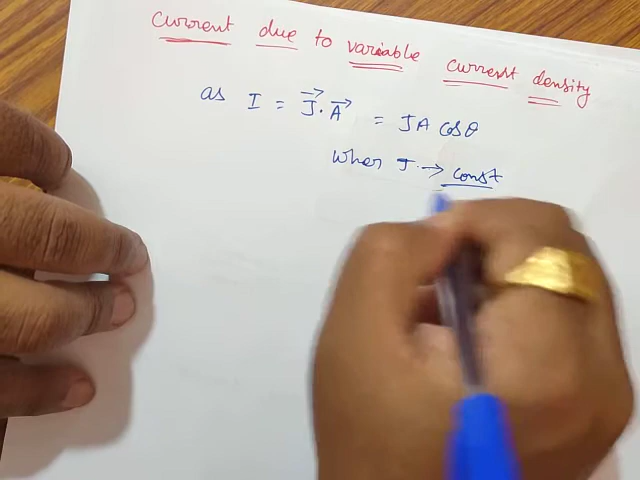 current due to variable current density
as I = J⃗ · A⃗ = JA cosθ
when J → const